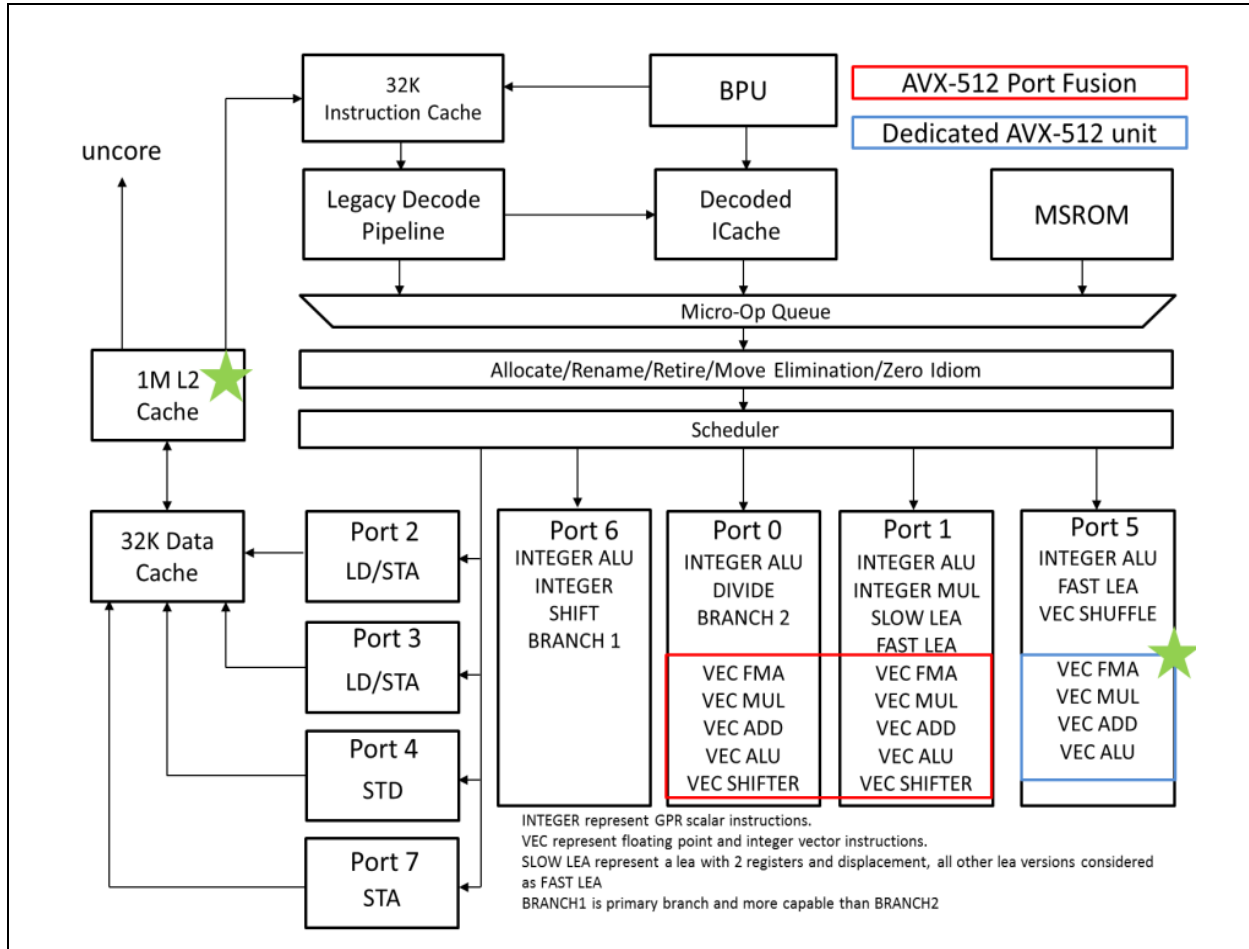 32K
Instruction Cache
BPU
AVX-512 Port Fusion
Dedicated AVX-512 unit
uncore
Legacy Decode
Pipeline
Decoded
ICache
MSROM
Micro-Op Queue
1M L2
Cache
Allocate/Rename/Retire/Move Elimination/Zero Idiom
Scheduler
32K Data
Cache
Port 2
LD/STA
Port 3
LD/STA
Port 4
STD
Port 7
STA
Port 6
INTEGER ALU
INTEGER
SHIFT
BRANCH 1
Port 0
INTEGER ALU
DIVIDE
BRANCH 2
VEC FMA
VEC MUL
VEC ADD
VEC ALU
VEC SHIFTER
Port 1
INTEGER ALU
INTEGER MUL
SLOW LEA
FAST LEA
VEC FMA
VEC MUL
VEC ADD
VEC ALU
VEC SHIFTER
Port 5
INTEGER ALU
FAST LEA
VEC SHUFFLE
VEC FMA
VEC MUL
VEC ADD
VEC ALU
INTEGER represent GPR scalar instructions.
VEC represent floating point and integer vector instructions.
SLOW LEA represent a lea with 2 registers and displacement, all other lea versions considered
as FAST LEA
BRANCH1 is primary branch and more capable than BRANCH2